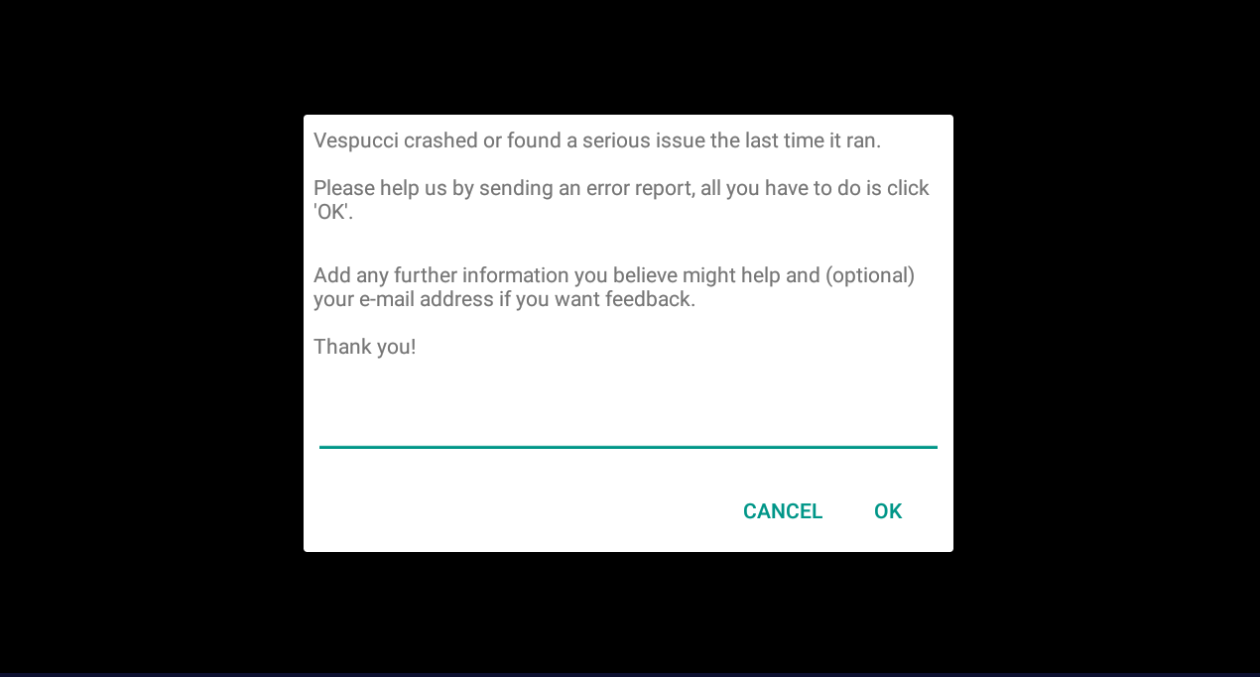 Vespucci crashed or found a serious issue the last time it ran.
Please help us by sending an error report, all you have to do is click
'OK'.
Add any further information you believe might help and (optional)
your e-mail address if you want feedback.
Thank you!
CANCEL OK